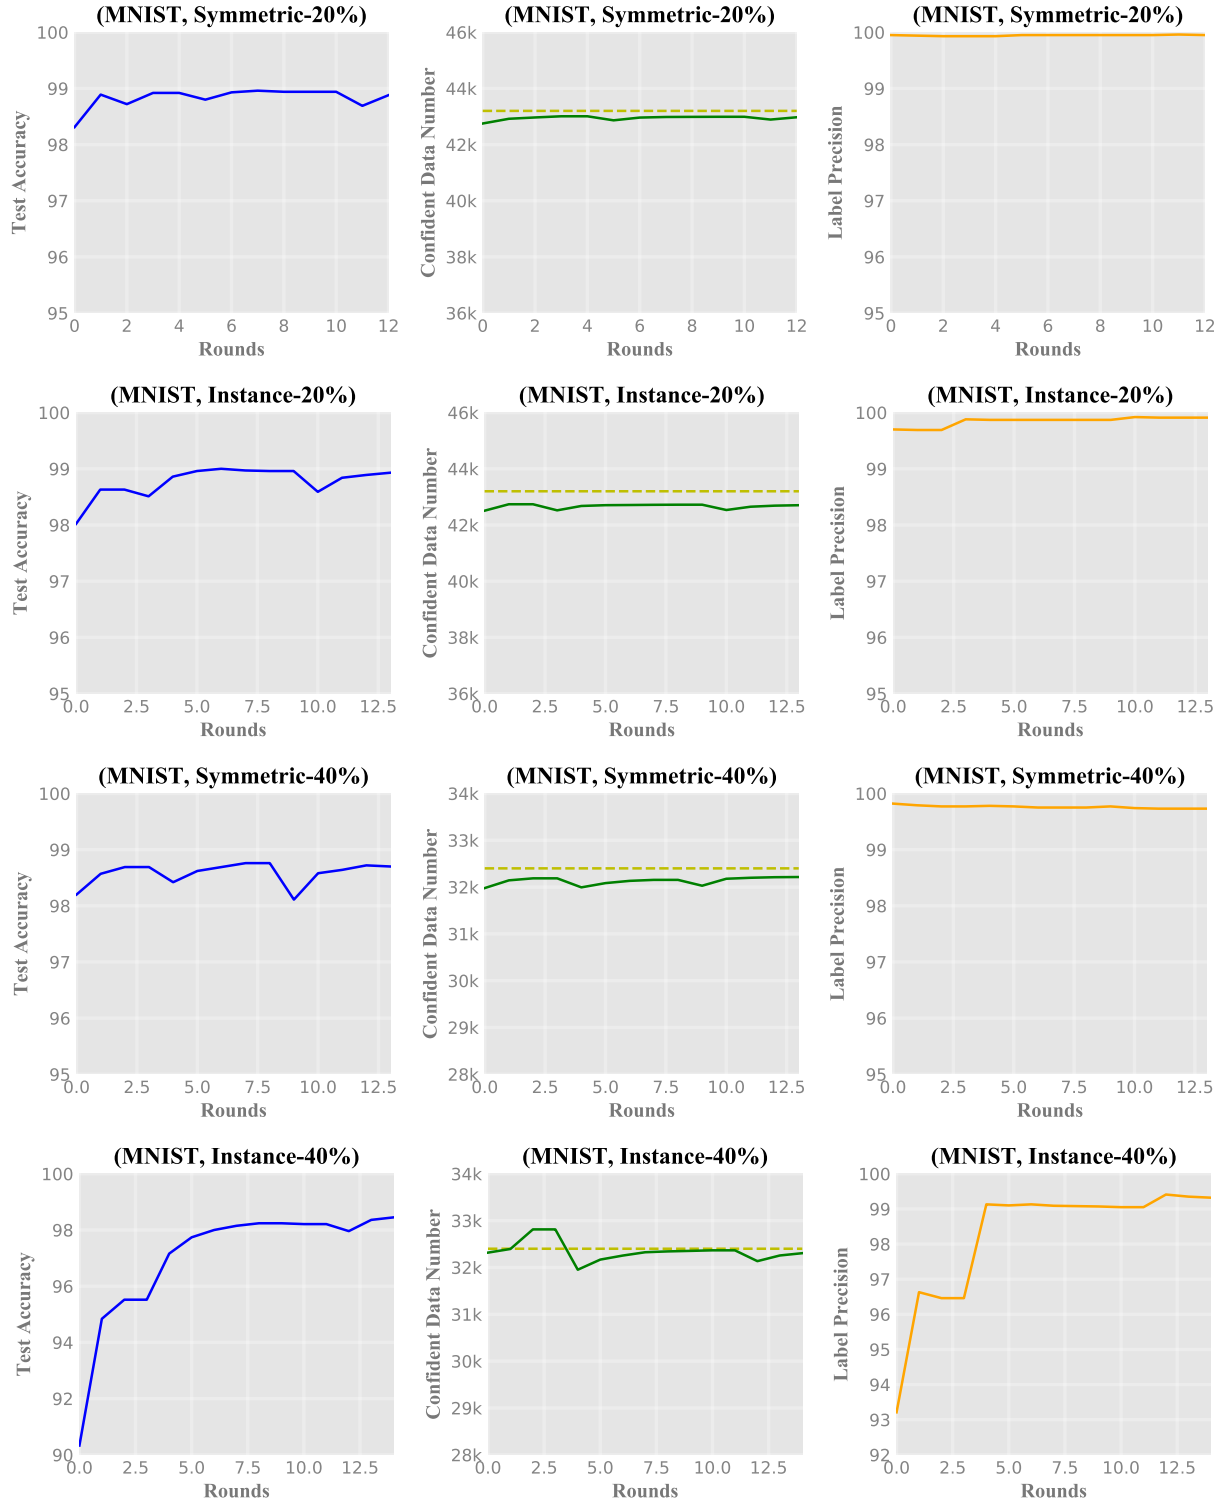 (MNIST, Symmetric-20%) (MNIST, Symmetric-20%) (MNIST, Symmetric-20%)
100 46k 100
99 44k 99
98 42k 98
97 40k 97
96 38k 96
95 36k 95
Test Accuracy Confident Data Number Label Precision
0 2 4 6 8 10 12 0 2 4 6 8 10 12 0 2 4 6 8 10 12
Rounds Rounds Rounds
(MNIST, Instance-20%) (MNIST, Instance-20%) (MNIST, Instance-20%)
100 46k 100
99 44k 99
98 42k 98
97 40k 97
96 38k 96
95 36k 95
Test Accuracy Confident Data Number Label Precision
0.0 2.5 5.0 7.5 10.0 12.5 0.0 2.5 5.0 7.5 10.0 12.5 0.0 2.5 5.0 7.5 10.0 12.5
Rounds Rounds Rounds
(MNIST, Symmetric-40%) (MNIST, Symmetric-40%) (MNIST, Symmetric-40%)
100 34k 100
99 33k 99
98 32k 98
97 31k 97
96 30k 96
95 29k 95
28k
Test Accuracy Confident Data Number Label Precision
0.0 2.5 5.0 7.5 10.0 12.5 0.0 2.5 5.0 7.5 10.0 12.5 0.0 2.5 5.0 7.5 10.0 12.5
Rounds Rounds Rounds
(MNIST, Instance-40%) (MNIST, Instance-40%) (MNIST, Instance-40%)
100 34k 100
98 33k 99
96 32k 98
94 31k 97
92 30k 96
90 29k 95
28k 94
93
92
Test Accuracy Confident Data Number Label Precision
0.0 2.5 5.0 7.5 10.0 12.5 0.0 2.5 5.0 7.5 10.0 12.5 0.0 2.5 5.0 7.5 10.0 12.5
Rounds Rounds Rounds